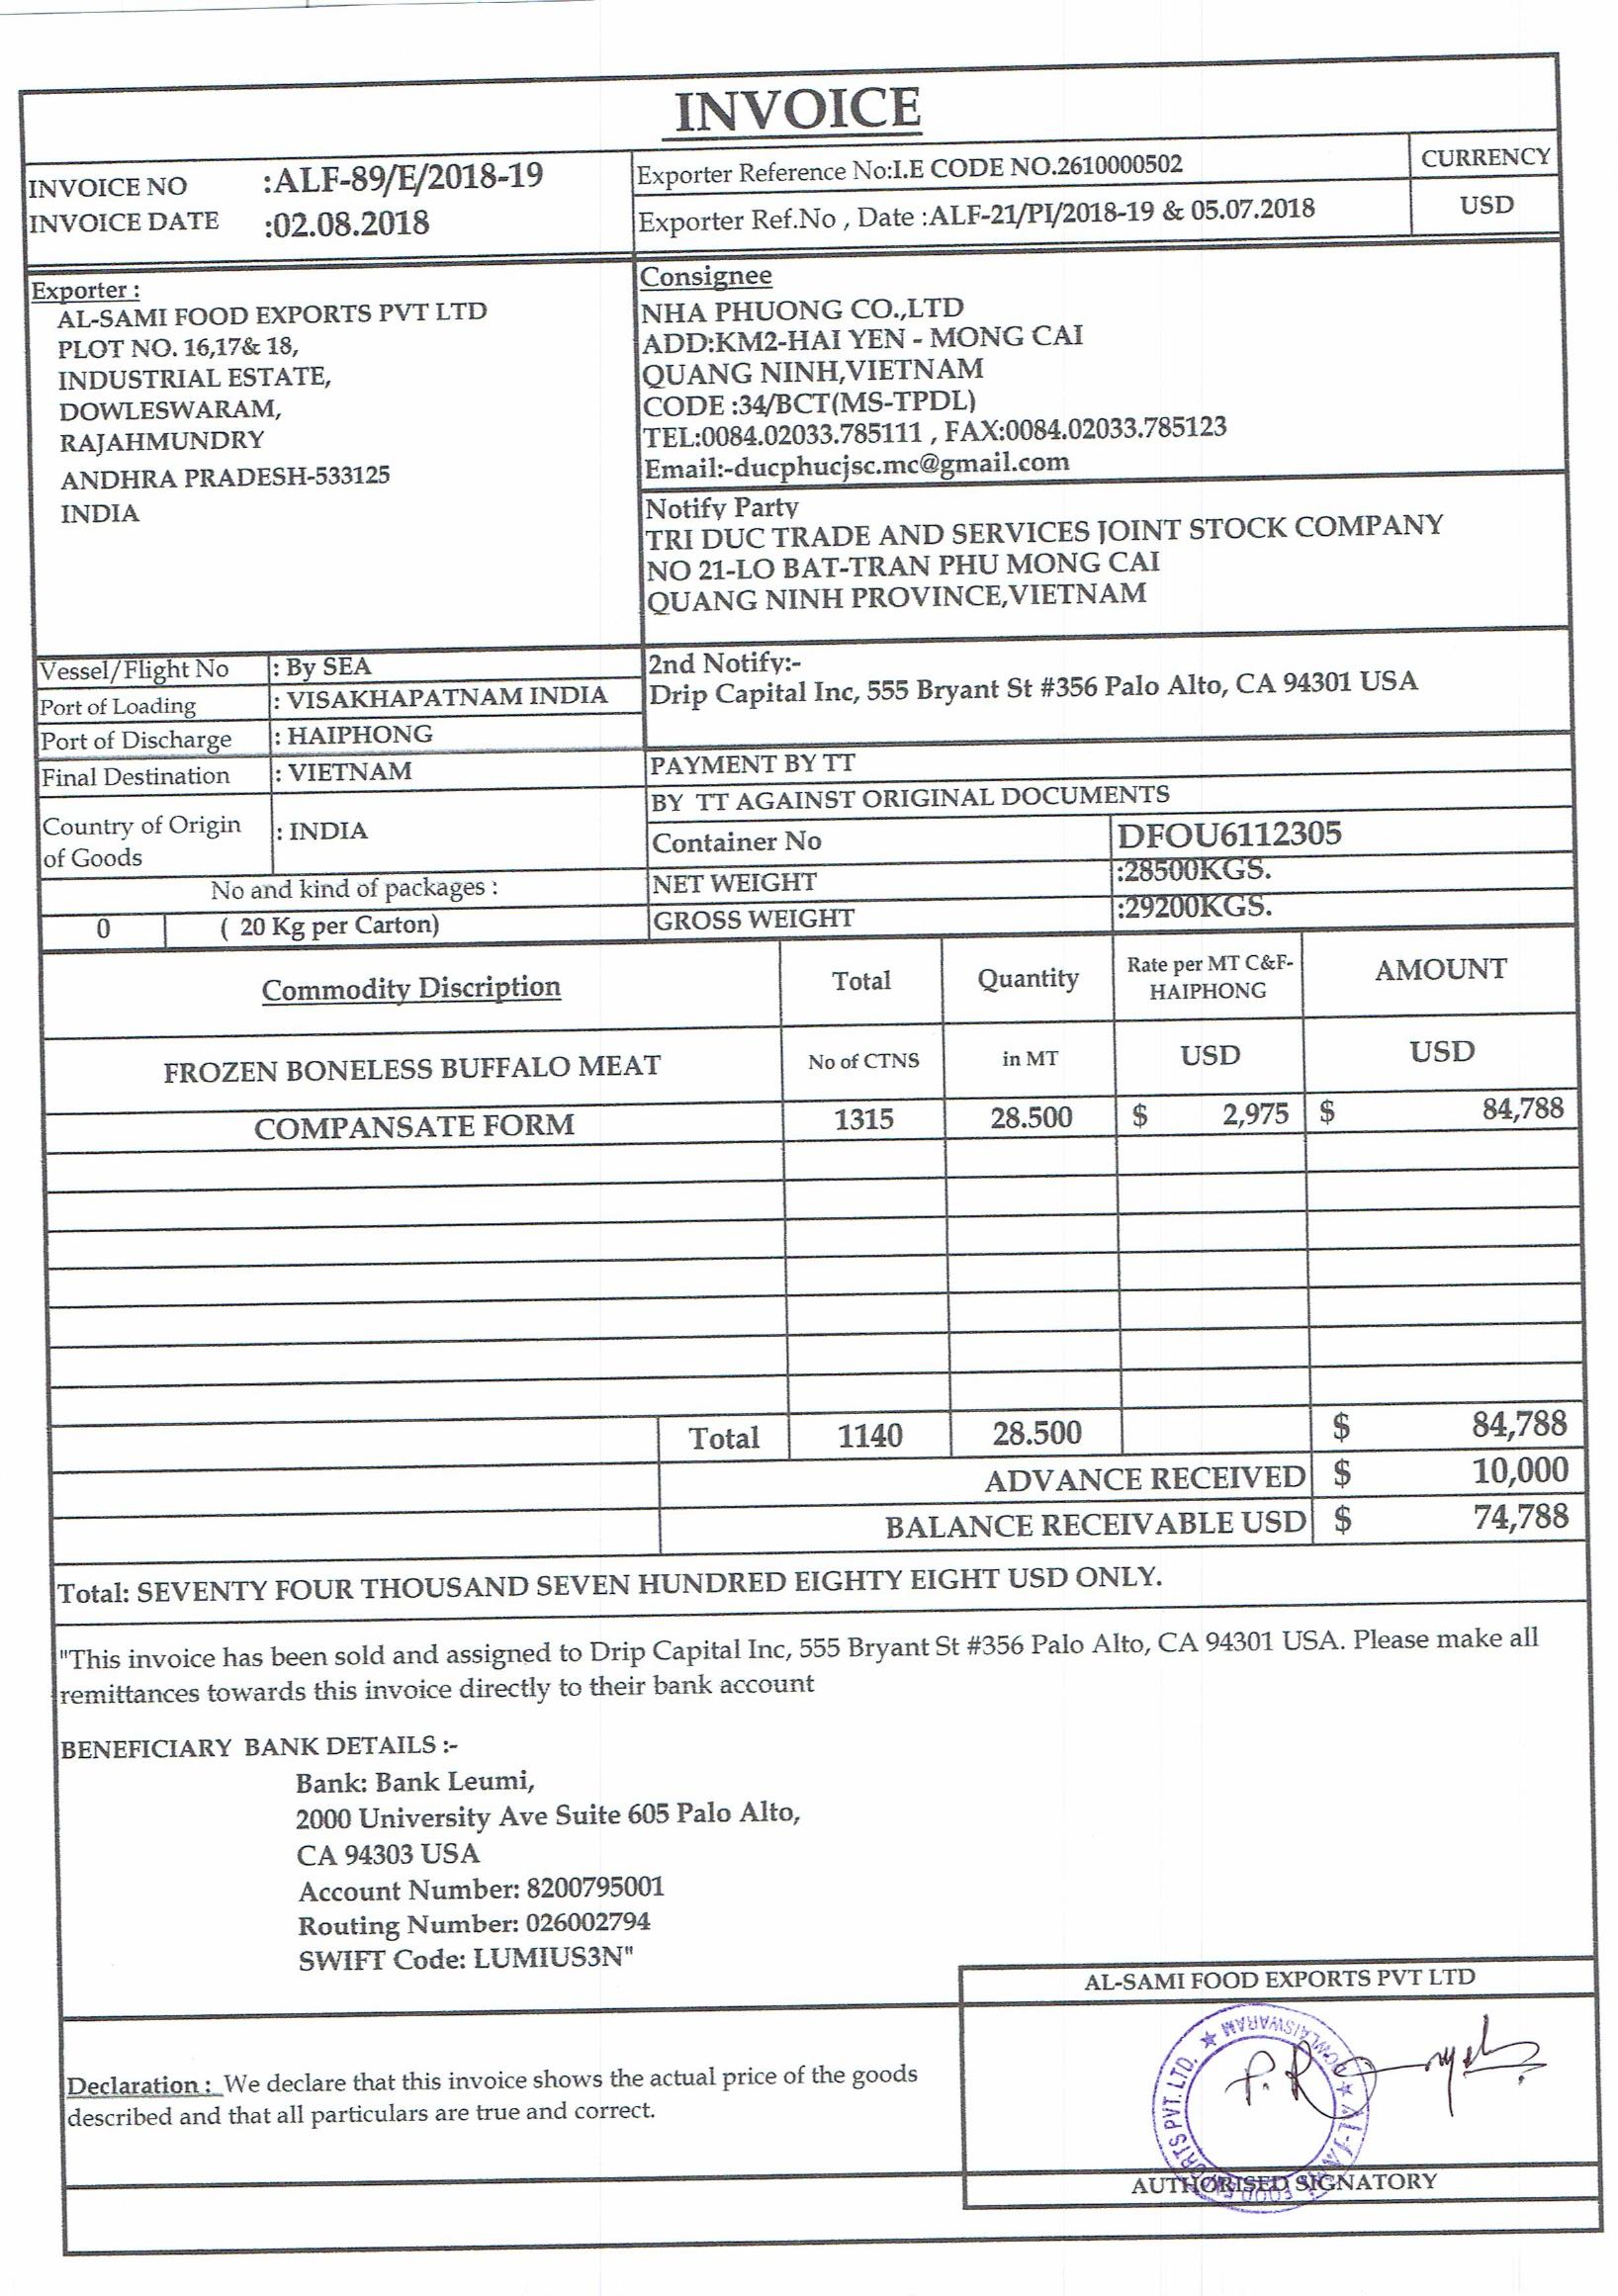 INVOICE
INVOICE NO :ALF-89/E/2018-19
INVOICE DATE :02.08.2018
Exporter Reference No:I.E CODE NO.2610000502
CURRENCY
Exporter Ref.No , Date :ALF-21/PI/2018-19 & 05.07.2018
USD
Exporter :
AL-SAMI FOOD EXPORTS PVT LTD
PLOT NO. 16,17& 18,
INDUSTRIAL ESTATE,
DOWLESWARAM,
RAJAHMUNDRY
ANDHRA PRADESH-533125
INDIA
Consignee
NHA PHUONG CO.,LTD
ADD:KM2-HAI YEN - MONG CAI
QUANG NINH,VIETNAM
CODE :34/BCT(MS-TPDL)
TEL:0084.02033.785111 , FAX:0084.02033.785123
Email:-ducphucjsc.mc@gmail.com
Notify Party
TRI DUC TRADE AND SERVICES JOINT STOCK COMPANY
NO 21-LO BAT-TRAN PHU MONG CAI
QUANG NINH PROVINCE,VIETNAM
Vessel/Flight No : By SEA
Port of Loading : VISAKHAPATNAM INDIA
Port of Discharge : HAIPHONG
Final Destination : VIETNAM
Country of Origin of Goods : INDIA
2nd Notify:-
Drip Capital Inc, 555 Bryant St #356 Palo Alto, CA 94301 USA
PAYMENT BY TT
BY TT AGAINST ORIGINAL DOCUMENTS
Container No DFOU6112305
No and kind of packages :
NET WEIGHT :28500KGS.
0 ( 20 Kg per Carton)
GROSS WEIGHT :29200KGS.
Commodity Discription Total Quantity Rate per MT C&F-HAIPHONG AMOUNT
FROZEN BONELESS BUFFALO MEAT No of CTNS in MT USD USD
COMPANSATE FORM 1315 28.500 $ 2,975 $ 84,788
Total 1140 28.500 $ 84,788
ADVANCE RECEIVED $ 10,000
BALANCE RECEIVABLE USD $ 74,788
Total: SEVENTY FOUR THOUSAND SEVEN HUNDRED EIGHTY EIGHT USD ONLY.
"This invoice has been sold and assigned to Drip Capital Inc, 555 Bryant St #356 Palo Alto, CA 94301 USA. Please make all
remittances towards this invoice directly to their bank account
BENEFICIARY BANK DETAILS :-
Bank: Bank Leumi,
2000 University Ave Suite 605 Palo Alto,
CA 94303 USA
Account Number: 8200795001
Routing Number: 026002794
SWIFT Code: LUMIUS3N"
AL-SAMI FOOD EXPORTS PVT LTD
Declaration : We declare that this invoice shows the actual price of the goods
described and that all particulars are true and correct.
AUTHORISED SIGNATORY